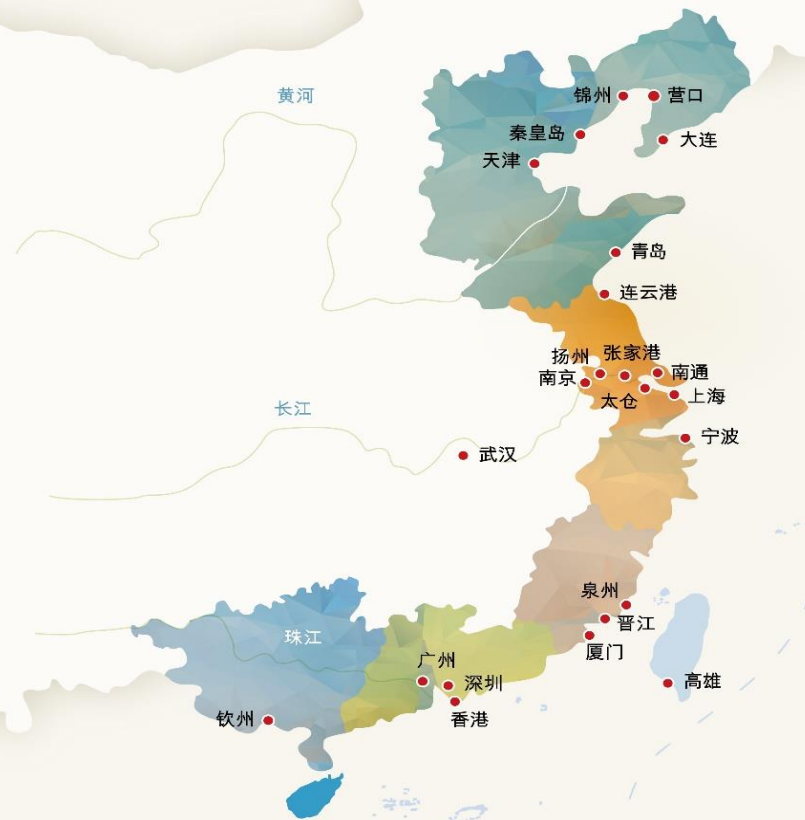 黄河
锦州
营口
秦皇岛
大连
天津
青岛
连云港
扬州
张家港
南京
南通
太仓
上海
长江
宁波
武汉
泉州
晋江
珠江
厦门
广州
深圳
高雄
钦州
香港